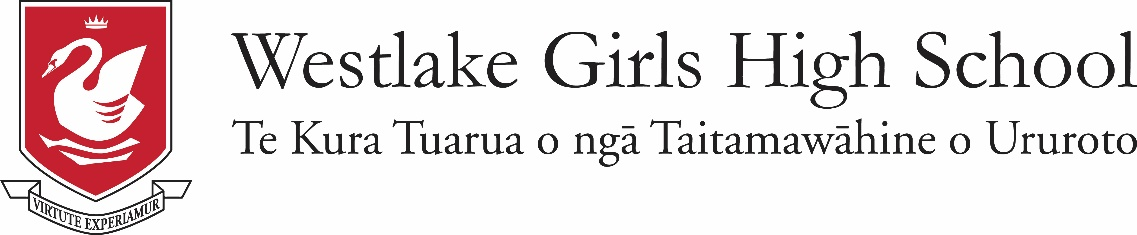 Westlake Girls High School
Te Kura Tuarua o ngā Taitamawāhine o Ururoto
VIRTUTE EXPERIAMUR